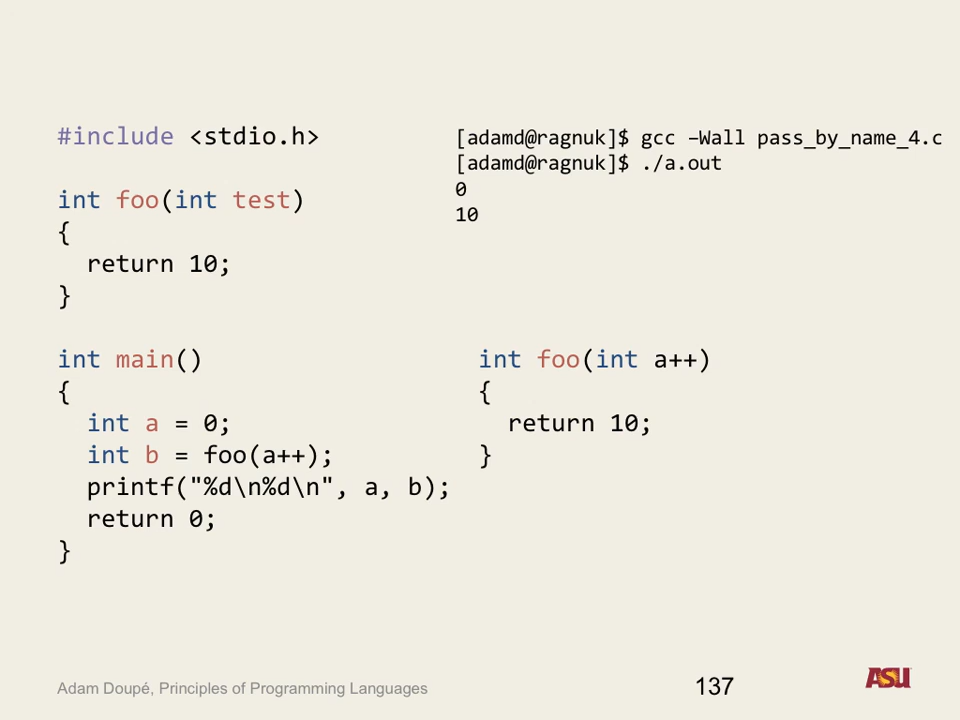 #include <stdio.h>
int foo(int test)
{
  return 10;
}
int main()
{
  int a = 0;
  int b = foo(a++);
  printf("%d\n%d\n", a, b);
  return 0;
}
[adamd@ragnuk]$ gcc –Wall pass_by_name_4.c
[adamd@ragnuk]$ ./a.out
0
10
int foo(int a++)
{
  return 10;
}
Adam Doupé, Principles of Programming Languages
137
ASU